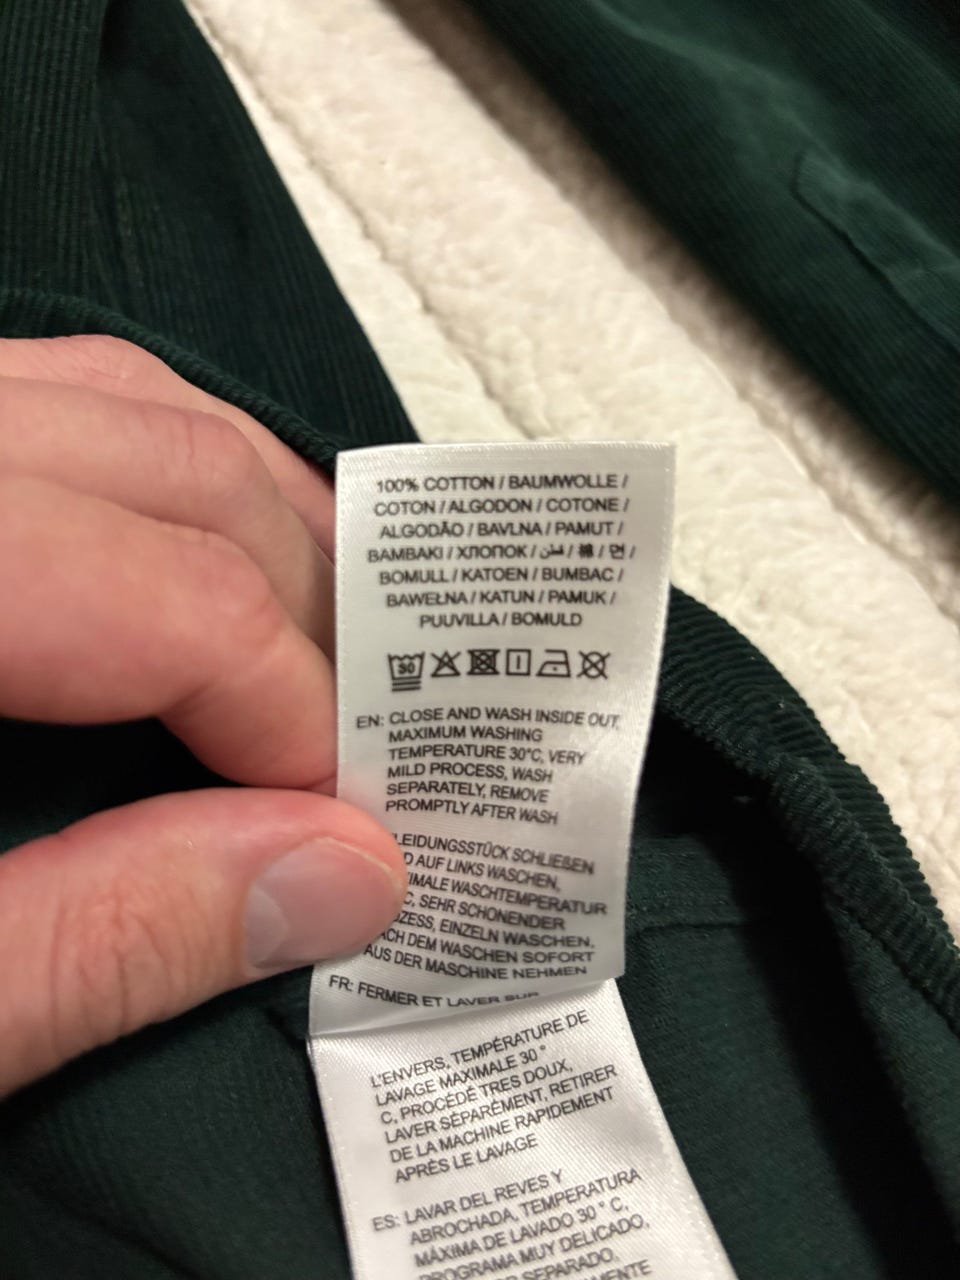 100% COTTON / BAUMWOLLE /
COTON / ALGODON / COTONE /
ALGODÃO / BAVLNA / PAMUT /
BAMBAKI / ХЛОПОК / قطن / 綿 / 면 /
BOMULL / KATOEN / BUMBAC /
BAWEŁNA / KATUN / PAMUK /
PUUVILLA / BOMULD
30
EN: CLOSE AND WASH INSIDE OUT,
MAXIMUM WASHING
TEMPERATURE 30°C, VERY
MILD PROCESS, WASH
SEPARATELY, REMOVE
PROMPTLY AFTER WASH
LEIDUNGSSTÜCK SCHLIEßEN
D AUF LINKS WASCHEN,
XIMALE WASCHTEMPERATUR
C, SEHR SCHONENDER
OZESS, EINZELN WASCHEN,
ACH DEM WASCHEN SOFORT
AUS DER MASCHINE NEHMEN
FR: FERMER ET LAVER SUR
L'ENVERS, TEMPÉRATURE DE
LAVAGE MAXIMALE 30 °
C, PROCÉDÉ TRES DOUX,
LAVER SÉPARÉMENT, RETIRER
DE LA MACHINE RAPIDEMENT
APRÈS LE LAVAGE
ES: LAVAR DEL REVES Y
ABROCHADA, TEMPERATURA
MÁXIMA DE LAVADO 30 ° C,
PROGRAMA MUY DELICADO,
SEPARADO,